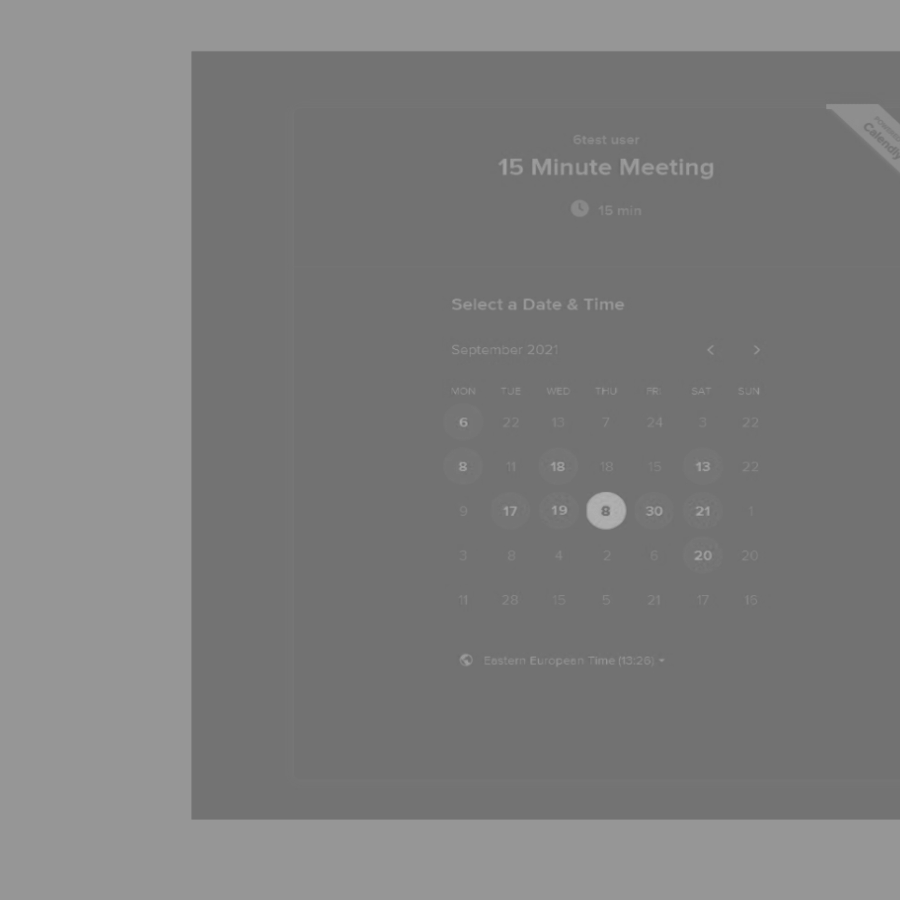 6test user
15 Minute Meeting
15 min
Calendly
Select a Date & Time
September 2021
MON TUE WED THU FRI SAT SUN
6 22 13 7 24 3 22
8 11 18 18 15 13 22
9 17 19 8 30 21 1
3 8 4 2 6 20 20
11 28 15 5 21 17 15
Eestern Europeen Time (13:26)